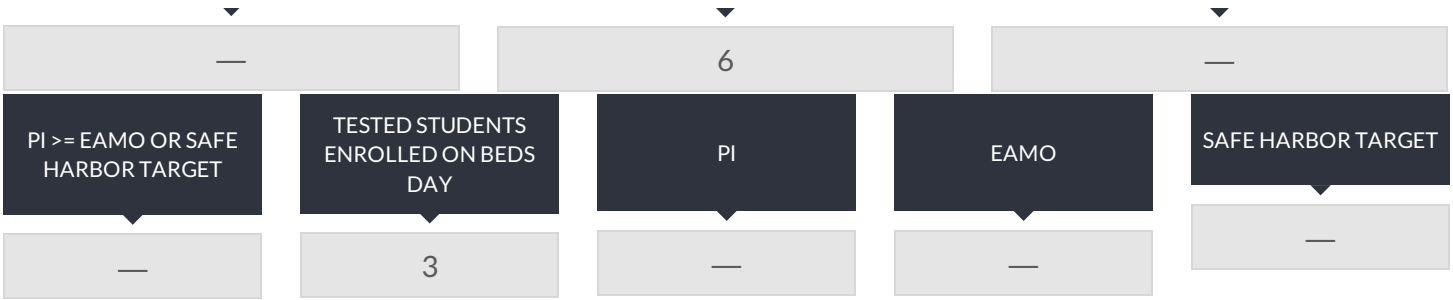 —
6
—
PI >= EAMO OR SAFE
HARBOR TARGET
TESTED STUDENTS
ENROLLED ON BEDS
DAY
PI
EAMO
SAFE HARBOR TARGET
—
3
—
—
—